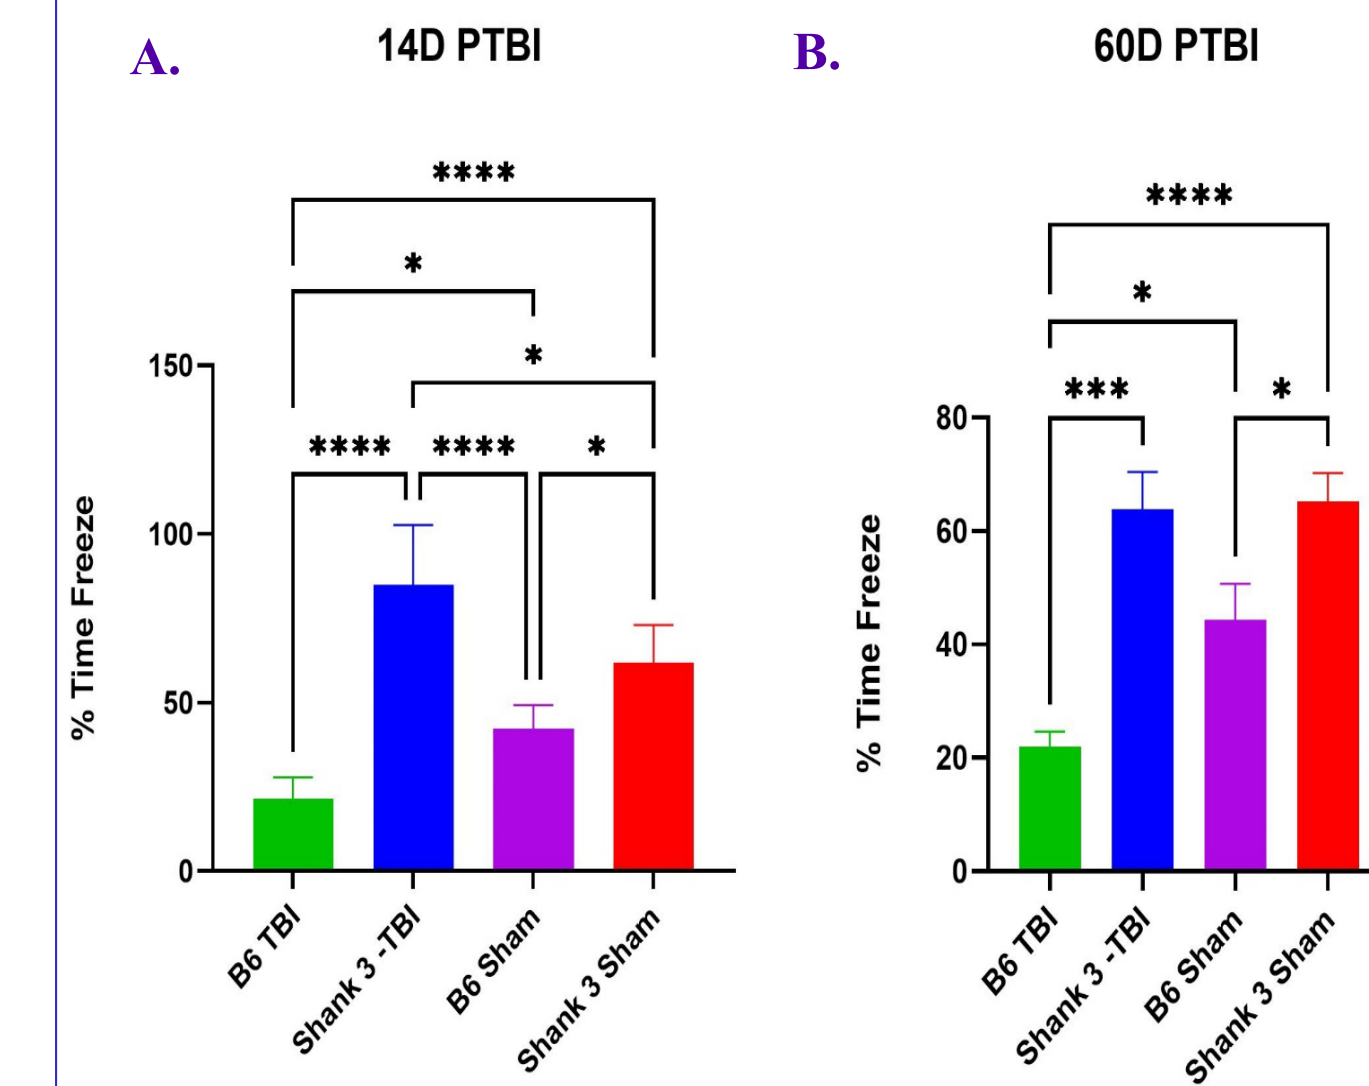 A.
14D PTBI
****
*
*
**** **** *
150
100
50
0
% Time Freeze
B6 TBI
Shank 3 -TBI
B6 Sham
Shank 3 Sham
B.
60D PTBI
****
*
*** *
80
60
40
20
0
% Time Freeze
B6 TBI
Shank 3 -TBI
B6 Sham
Shank 3 Sham